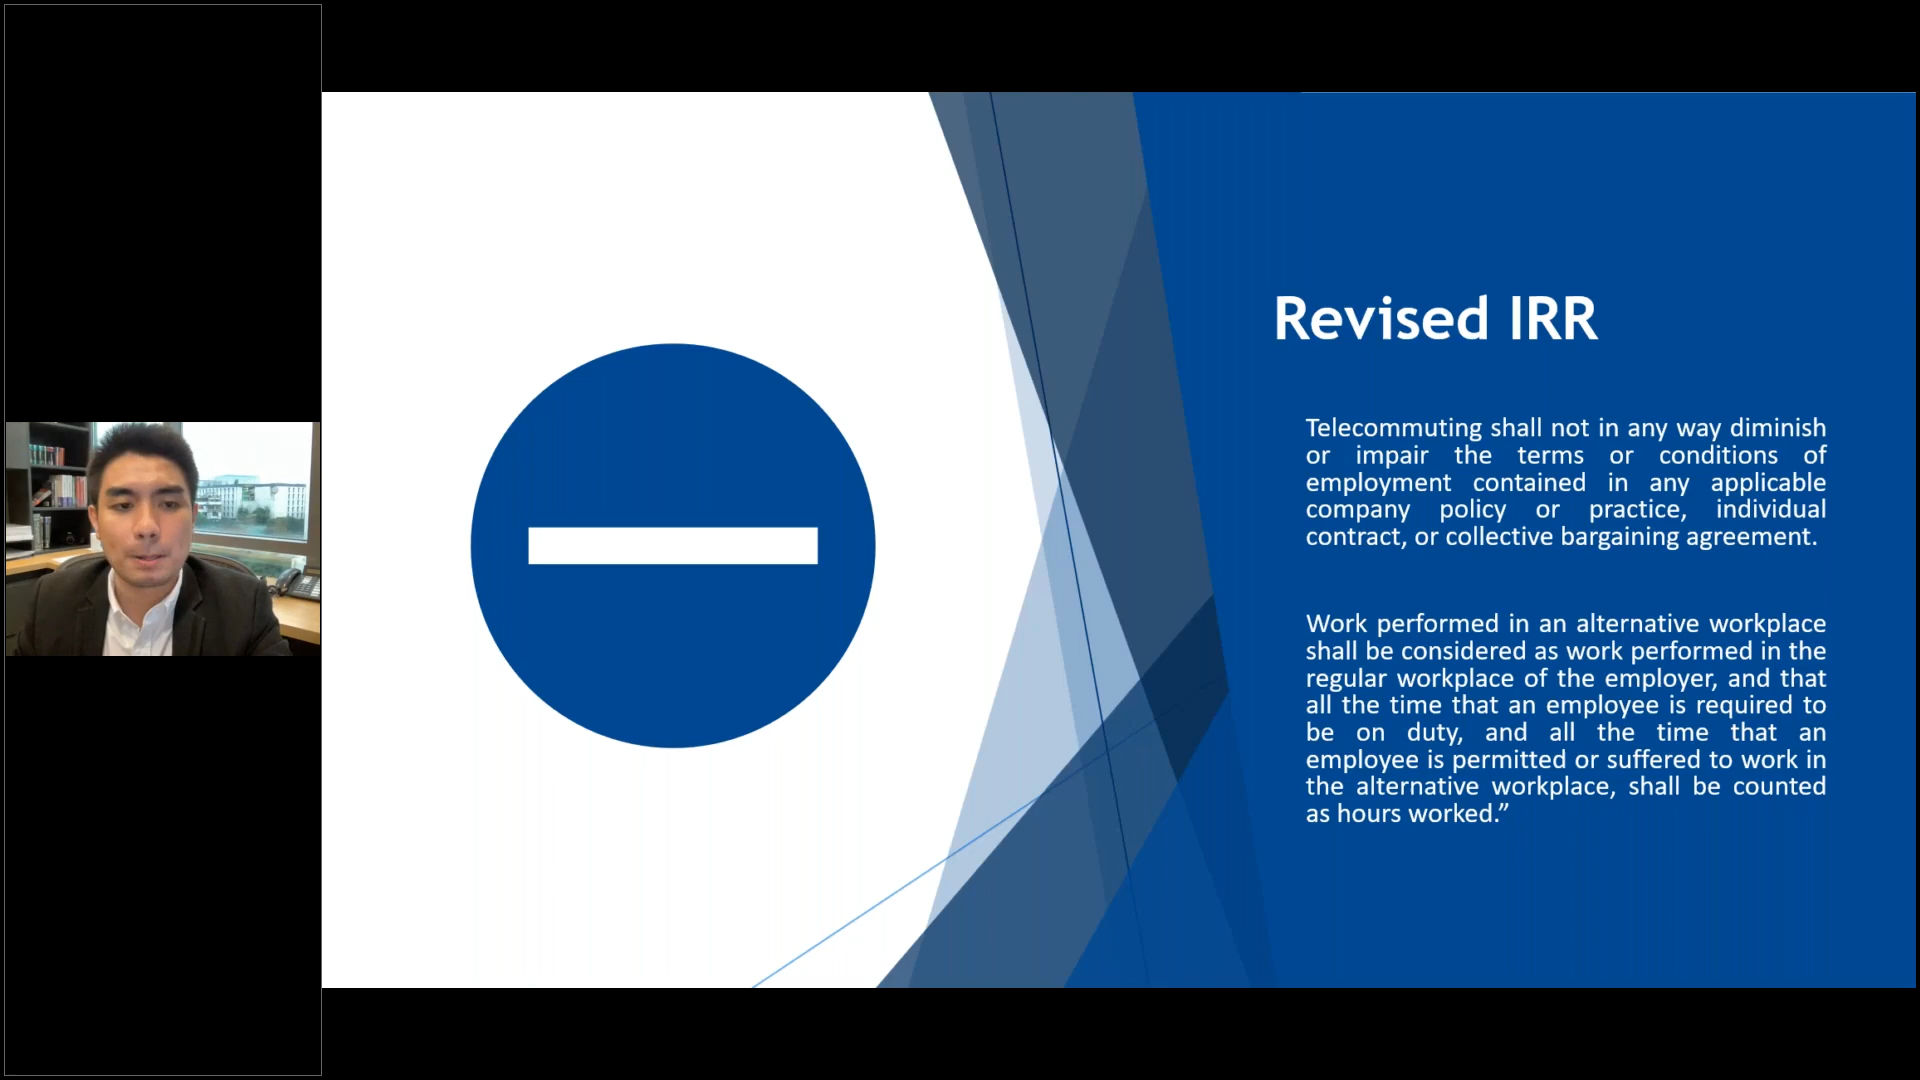 Revised IRR
Telecommuting shall not in any way diminish
or impair the terms or conditions of
employment contained in any applicable
company policy or practice, individual
contract, or collective bargaining agreement.
Work performed in an alternative workplace
shall be considered as work performed in the
regular workplace of the employer, and that
all the time that an employee is required to
be on duty, and all the time that an
employee is permitted or suffered to work in
the alternative workplace, shall be counted
as hours worked.”